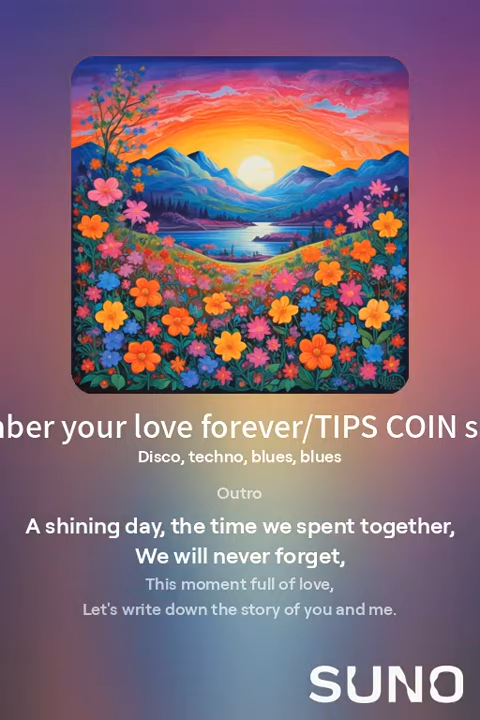 ber your love forever/TIPS COIN s
Disco, techno, blues, blues
Outro
A shining day, the time we spent together,
We will never forget,
This moment full of love,
Let's write down the story of you and me.
SUNO